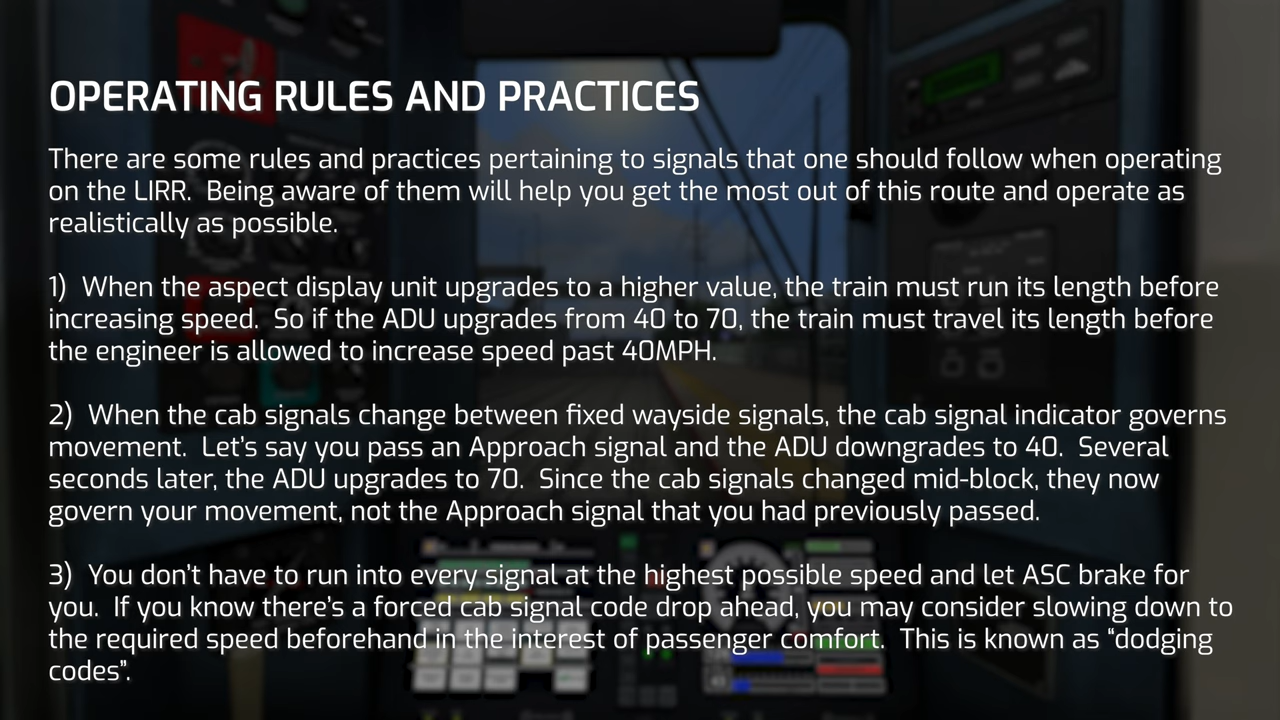 OPERATING RULES AND PRACTICES
There are some rules and practices pertaining to signals that one should follow when operating
on the LIRR.  Being aware of them will help you get the most out of this route and operate as
realistically as possible.
1)  When the aspect display unit upgrades to a higher value, the train must run its length before
increasing speed.  So if the ADU upgrades from 40 to 70, the train must travel its length before
the engineer is allowed to increase speed past 40MPH.
2)  When the cab signals change between fixed wayside signals, the cab signal indicator governs
movement.  Let’s say you pass an Approach signal and the ADU downgrades to 40.  Several
seconds later, the ADU upgrades to 70.  Since the cab signals changed mid-block, they now
govern your movement, not the Approach signal that you had previously passed.
3)  You don’t have to run into every signal at the highest possible speed and let ASC brake for
you.  If you know there’s a forced cab signal code drop ahead, you may consider slowing down to
the required speed beforehand in the interest of passenger comfort.  This is known as “dodging
codes”.